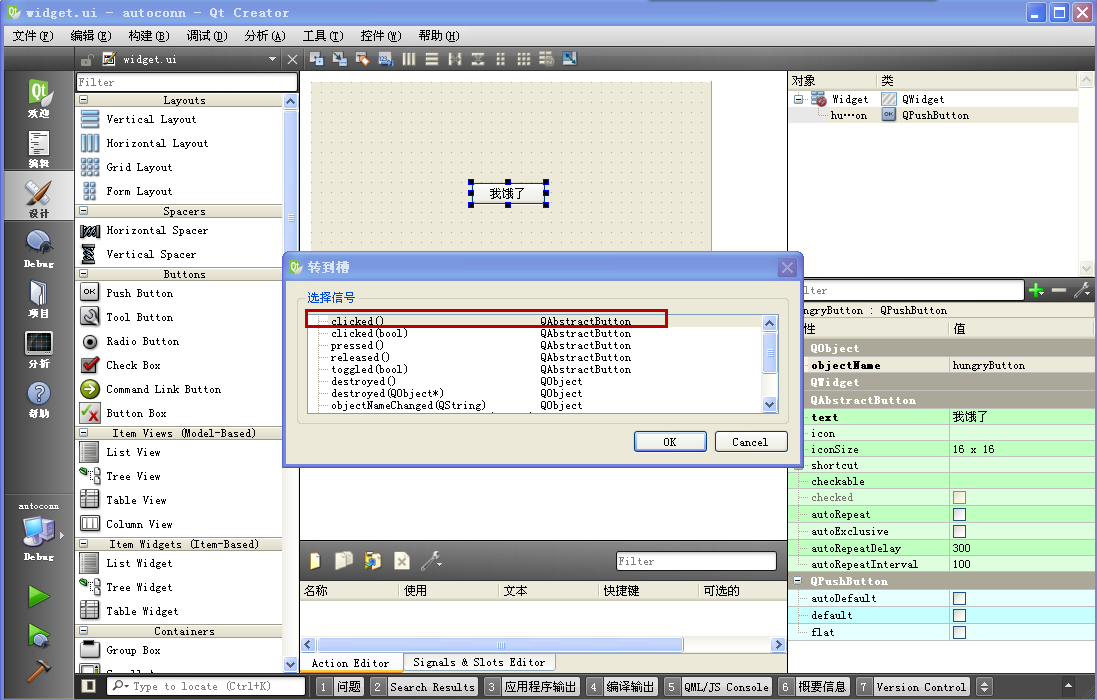 widget.ui - autoconn - Qt Creator
文件(F) 编辑(E) 构建(B) 调试(D) 分析(A) 工具(T) 控件(W) 帮助(H)
widget.ui
Filter
欢迎
编辑
设计
Debug
项目
分析
帮助
autoconn
Debug
Layouts
Vertical Layout
Horizontal Layout
Grid Layout
Form Layout
Spacers
Horizontal Spacer
Vertical Spacer
Buttons
Push Button
Tool Button
Radio Button
Check Box
Command Link Button
Button Box
Item Views (Model-Based)
List View
Tree View
Table View
Column View
Item Widgets (Item-Based)
List Widget
Tree Widget
Table Widget
Containers
Group Box
我饿了
转到槽
选择信号
clicked() QAbstractButton
clicked(bool) QAbstractButton
pressed() QAbstractButton
released() QAbstractButton
toggled(bool) QAbstractButton
destroyed() QObject
destroyed(QObject*) QObject
objectNameChanged(QString) QObject
OK Cancel
Filter
名称 使用 文本 快捷键 可选的
Action Editor Signals & Slots Editor
对象 类
Widget QWidget
hu···on QPushButton
lter
ngryButton : QPushButton
性 值
QObject
objectName hungryButton
QWidget
QAbstractButton
text 我饿了
icon
iconSize 16 x 16
shortcut
checkable
checked
autoRepeat
autoExclusive
autoRepeatDelay 300
autoRepeatInterval 100
QPushButton
autoDefault
default
flat
Type to locate (Ctrl+K) 1 问题 2 Search Results 3 应用程序输出 4 编译输出 5 QML/JS Console 6 概要信息 7 Version Control